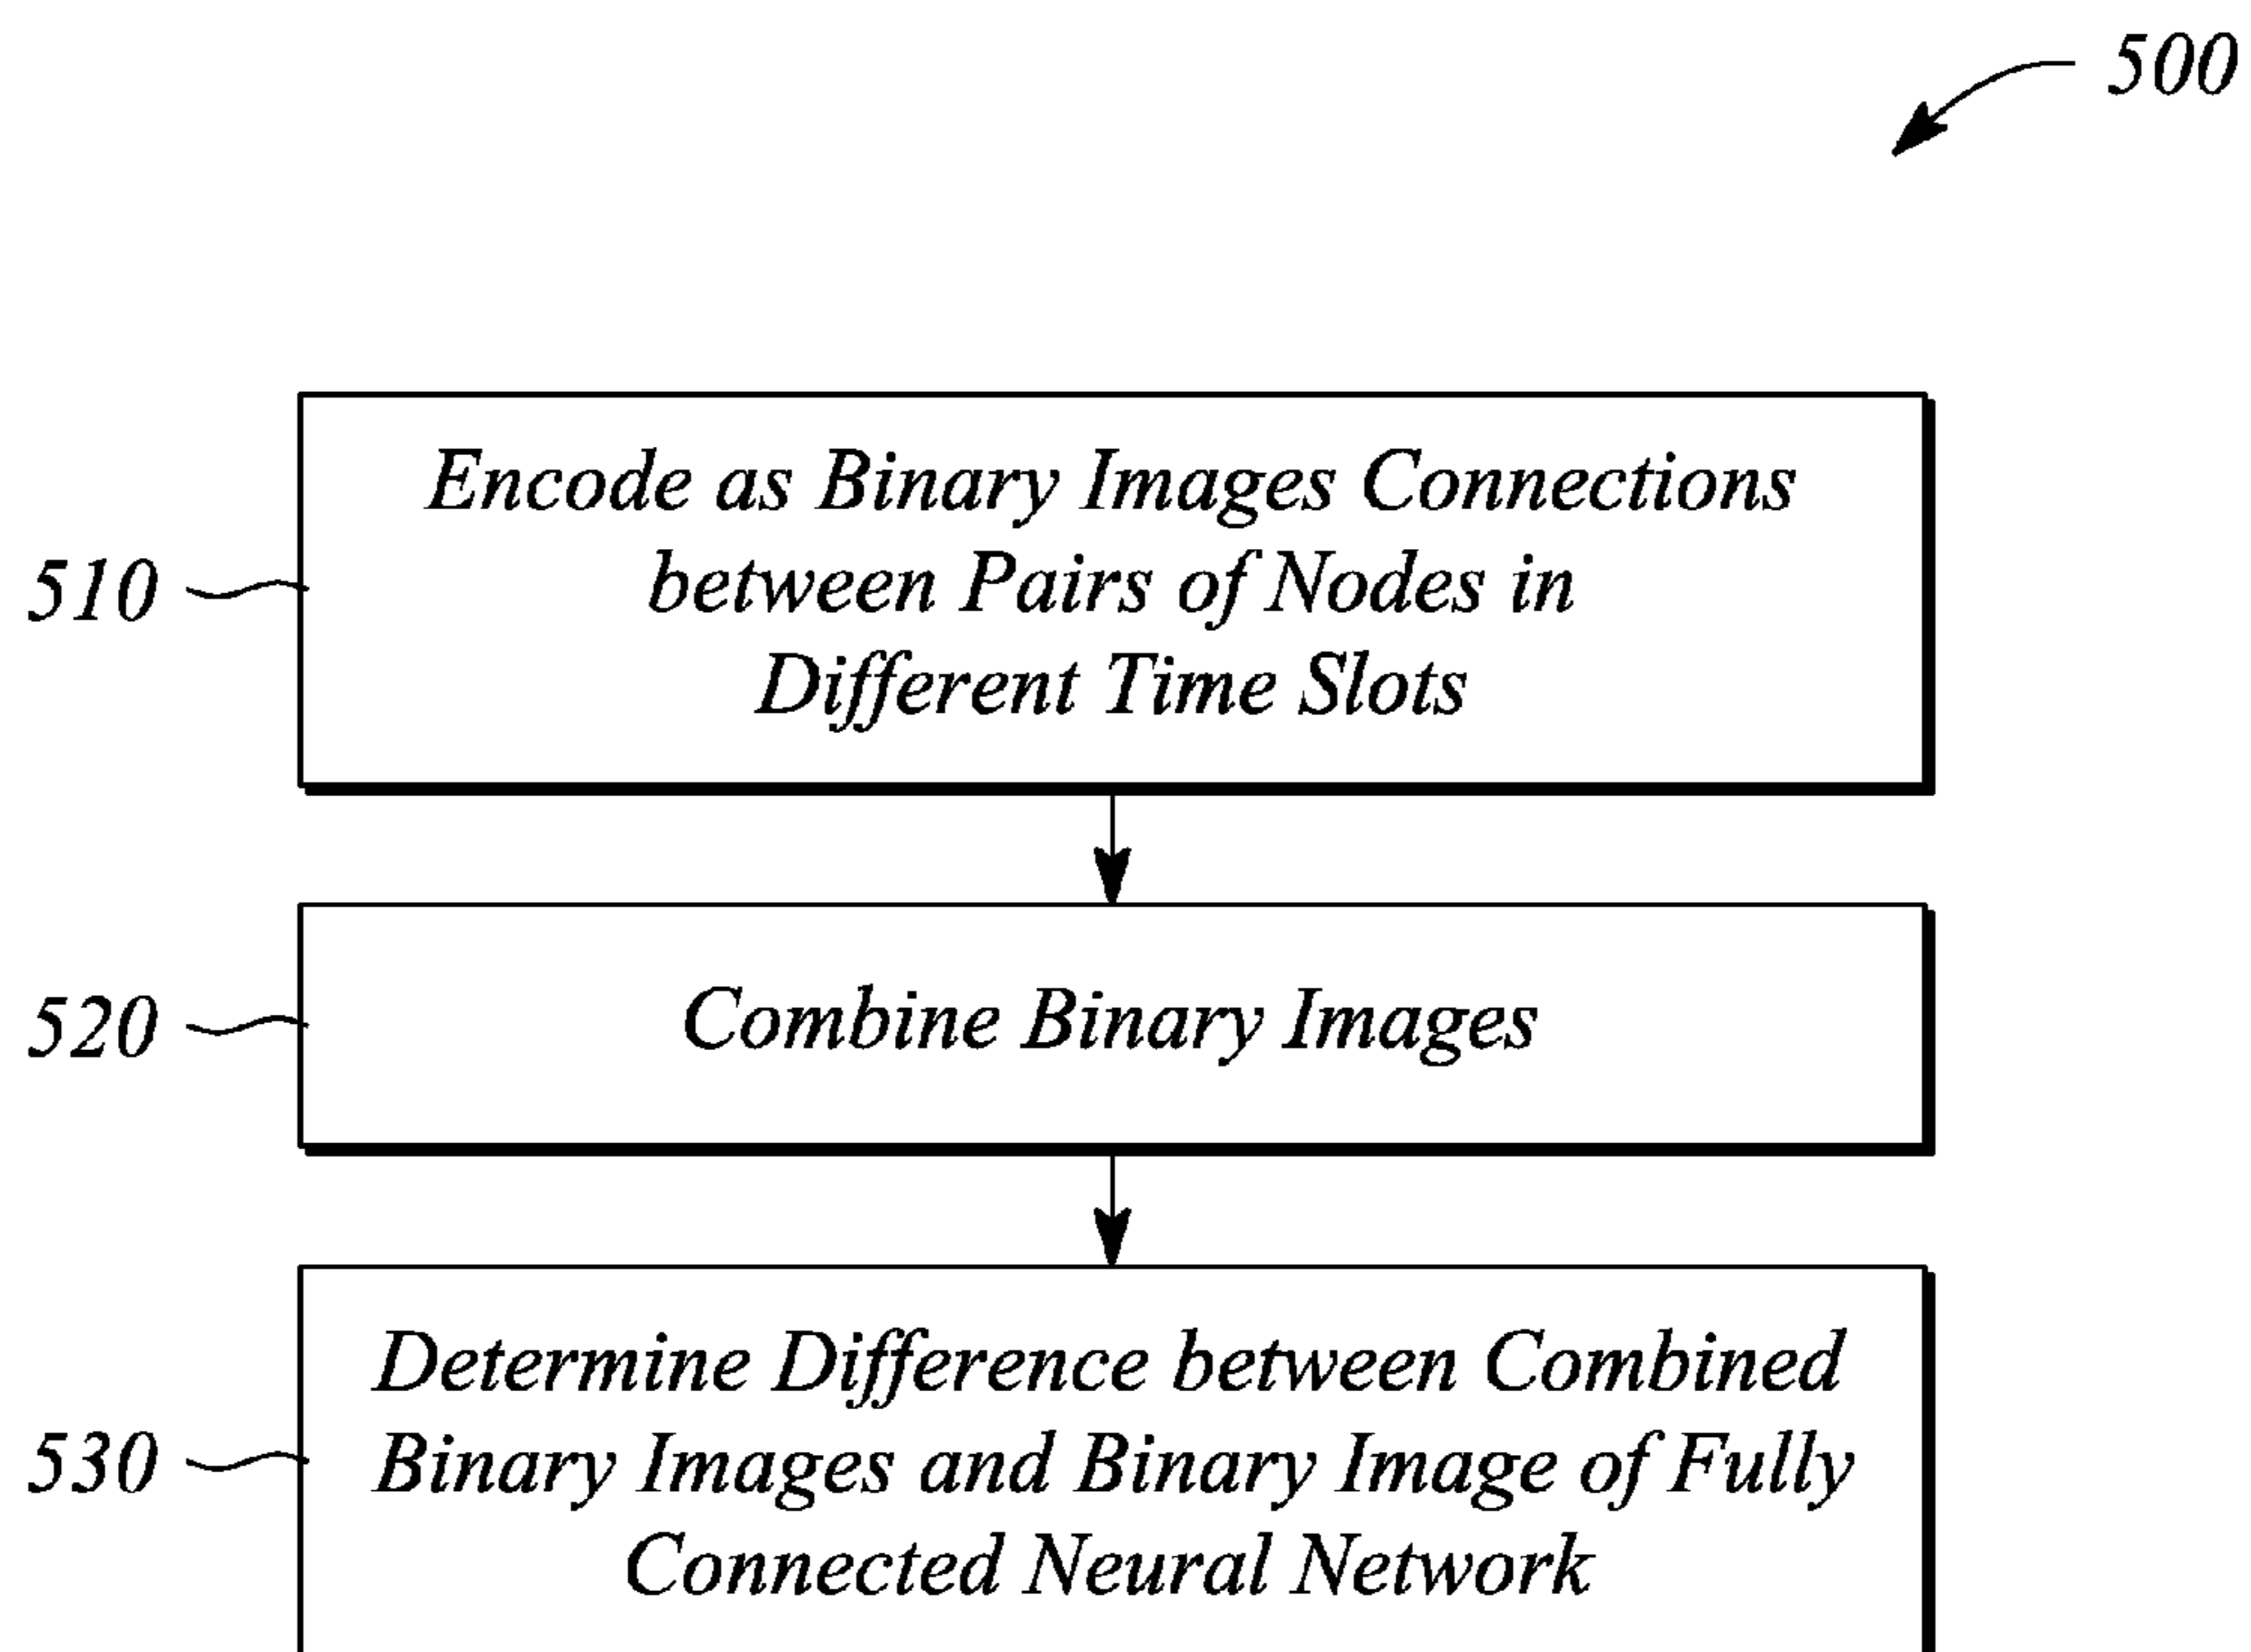 500
Encode as Binary Images Connections
between Pairs of Nodes in
Different Time Slots
510
Combine Binary Images
520
Determine Difference between Combined
Binary Images and Binary Image of Fully
Connected Neural Network
530